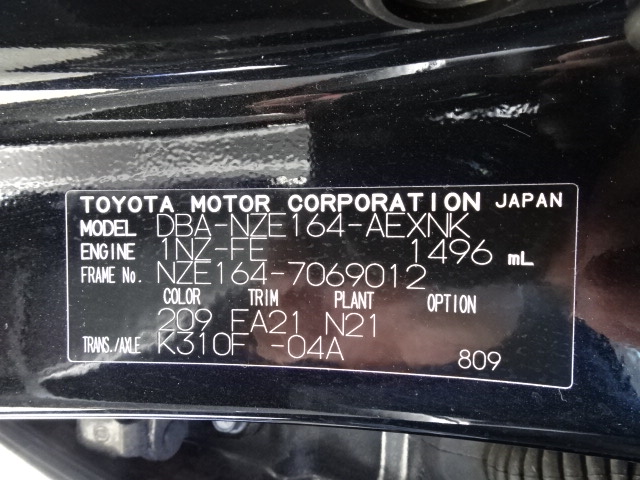 TOYOTA MOTOR CORPORATION JAPAN
MODEL DBA-NZE164-AEXNK
ENGINE 1NZ-FE 1496 mL
FRAME No. NZE164-7069012
COLOR TRIM PLANT OPTION
209 FA21 N21
TRANS./AXLE K310F -04A 809